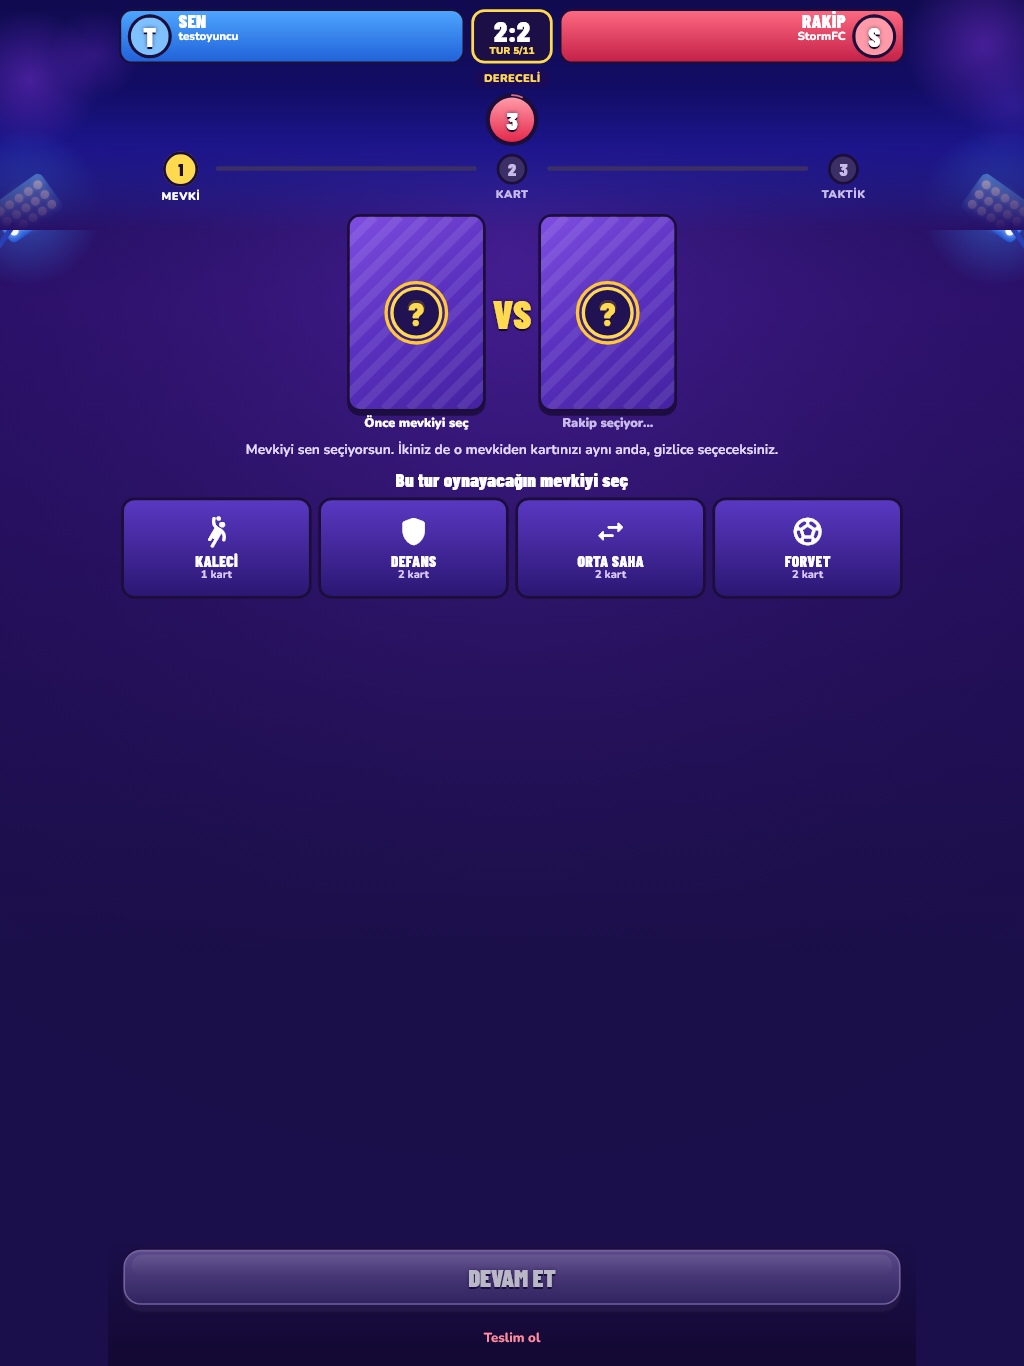 T
SEN
testoyuncu
2:2
TUR 5/11
RAKİP
StormFC
S
DERECELİ
3
1
MEVKİ
2
KART
3
TAKTİK
?
VS
?
Önce mevkiyi seç
Rakip seçiyor...
Mevkiyi sen seçiyorsun. İkiniz de o mevkiden kartınızı aynı anda, gizlice seçeceksiniz.
Bu tur oynayacağın mevkiyi seç
KALECİ
1 kart
DEFANS
2 kart
ORTA SAHA
2 kart
FORVET
2 kart
DEVAM ET
Teslim ol